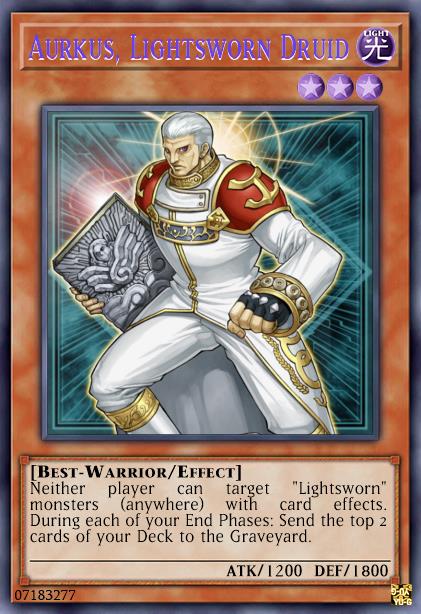 Aurkus, Lightsworn Druid
LIGHT
光
[Best-Warrior/Effect]
Neither player can target "Lightsworn"
monsters (anywhere) with card effects.
During each of your End Phases: Send the top 2
cards of your Deck to the Graveyard.
ATK/1200 DEF/1800
07183277